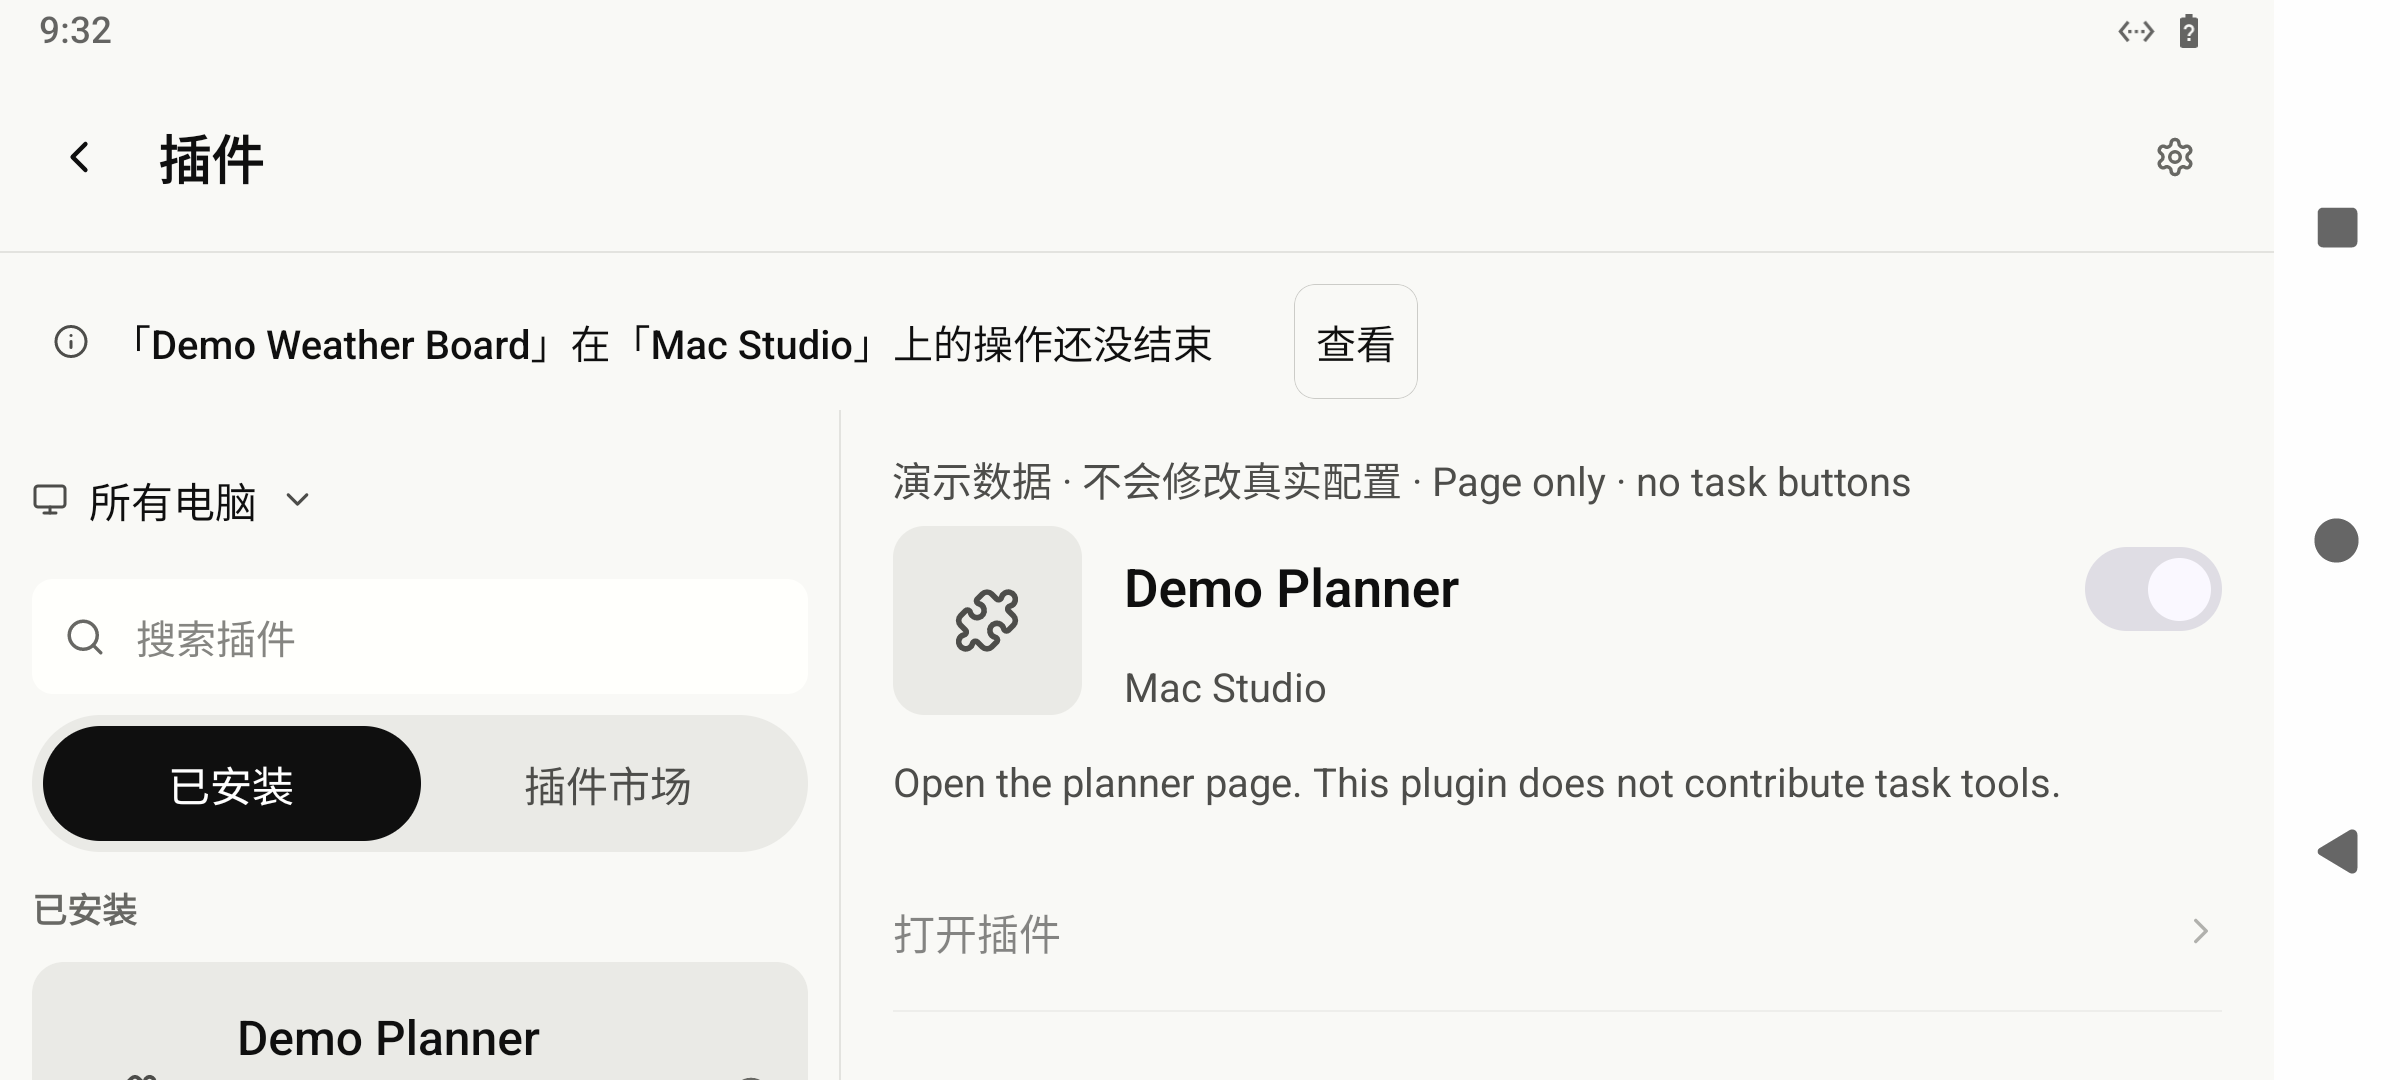 9:32
插件
「Demo Weather Board」在「Mac Studio」上的操作还没结束
查看
所有电脑
搜索插件
已安装
插件市场
已安装
Demo Planner
演示数据 · 不会修改真实配置 · Page only · no task buttons
Demo Planner
Mac Studio
Open the planner page. This plugin does not contribute task tools.
打开插件